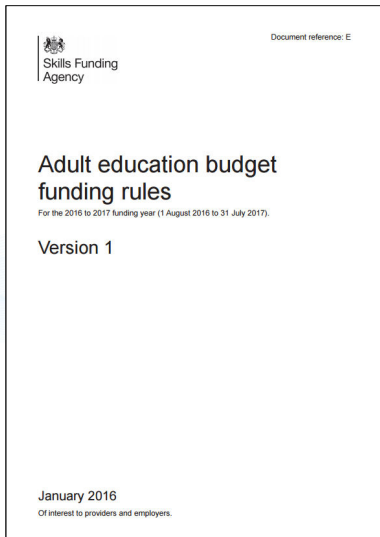 Document reference: E
Skills Funding
Agency
Adult education budget
funding rules
For the 2016 to 2017 funding year (1 August 2016 to 31 July 2017).
Version 1
January 2016
Of interest to providers and employers.